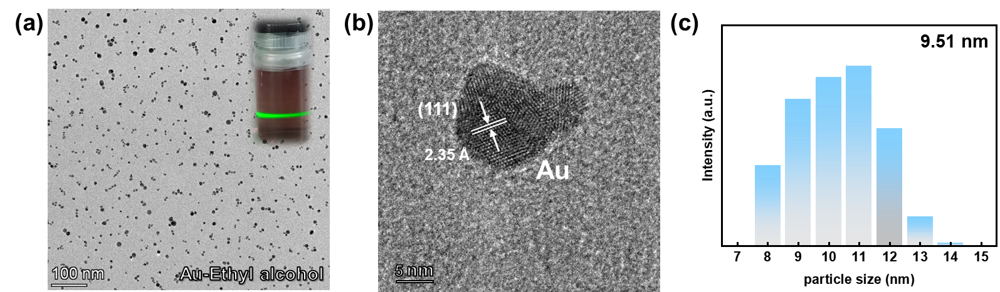 (a)
100 nm
Au-Ethyl alcohol
(b)
(111)
2.35 Å
Au
5 nm
(c)
9.51 nm
Intensity (a.u.)
7 8 9 10 11 12 13 14 15
particle size (nm)